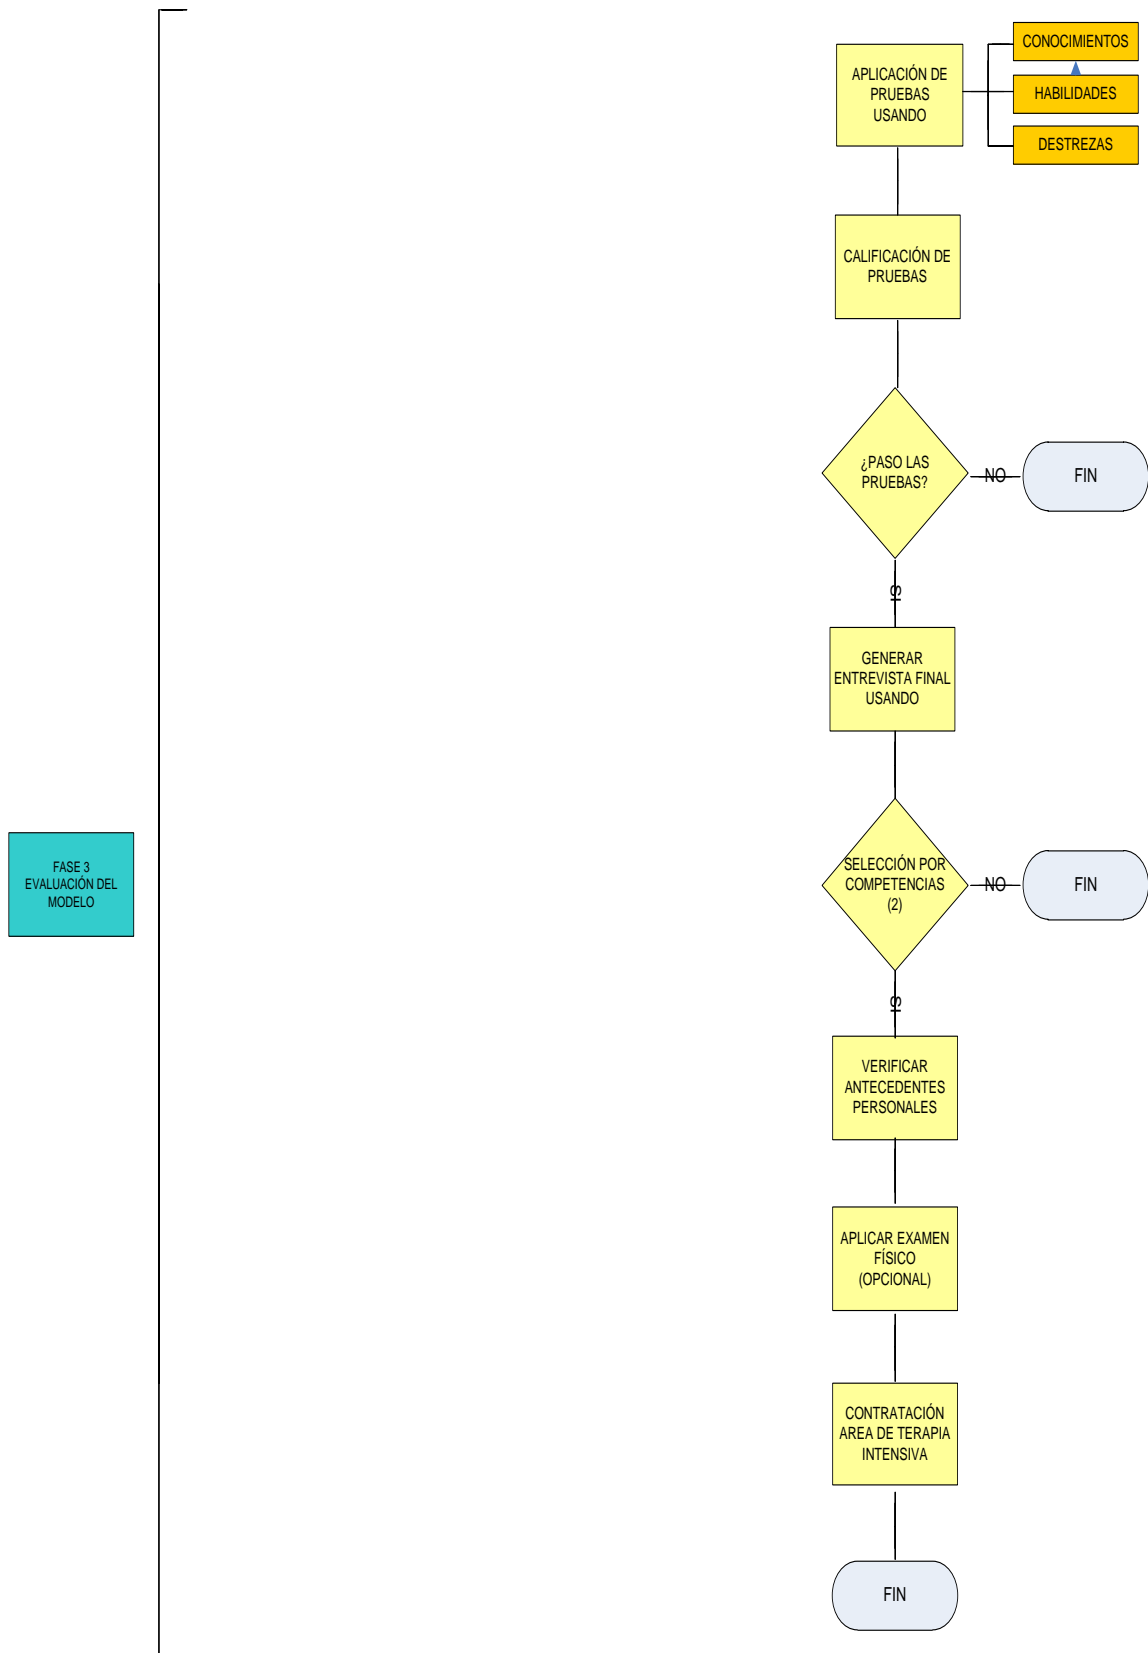 CONOCIMIENTOS
APLICACIÓN DE
PRUEBAS
USANDO
HABILIDADES
DESTREZAS
CALIFICACIÓN DE
PRUEBAS
¿PASO LAS
PRUEBAS?
NO
FIN
SI
GENERAR
ENTREVISTA FINAL
USANDO
FASE 3
EVALUACIÓN DEL
MODELO
SELECCIÓN POR
COMPETENCIAS
(2)
NO
FIN
SI
VERIFICAR
ANTECEDENTES
PERSONALES
APLICAR EXAMEN
FÍSICO
(OPCIONAL)
CONTRATACIÓN
AREA DE TERAPIA
INTENSIVA
FIN